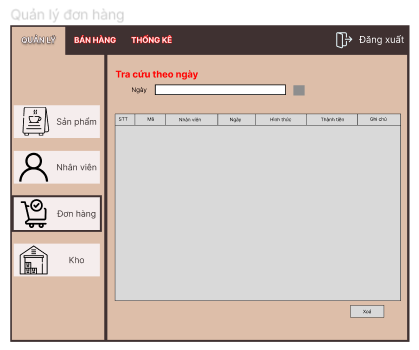 Quản lý đơn hàng
QUẢN LÝ BÁN HÀNG THỐNG KÊ Đăng xuất
Tra cứu theo ngày
Ngày
STT Mã Nhân viên Ngày Hình thức Thành tiền Ghi chú
Sản phẩm
Nhân viên
Đơn hàng
Kho
Xoá